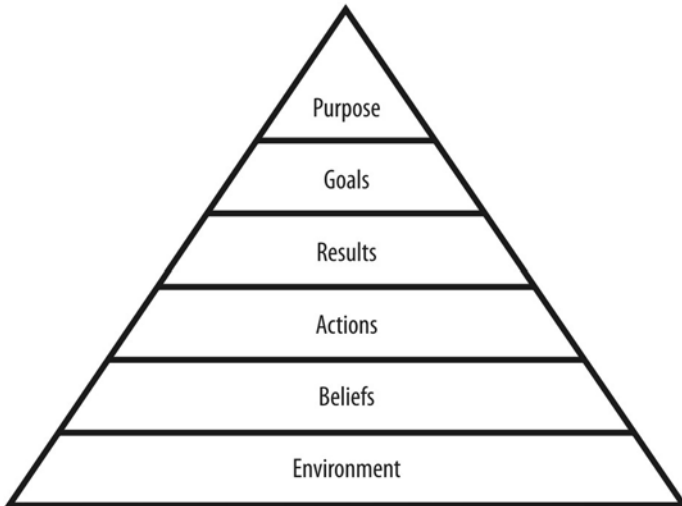 Purpose
Goals
Results
Actions
Beliefs
Environment